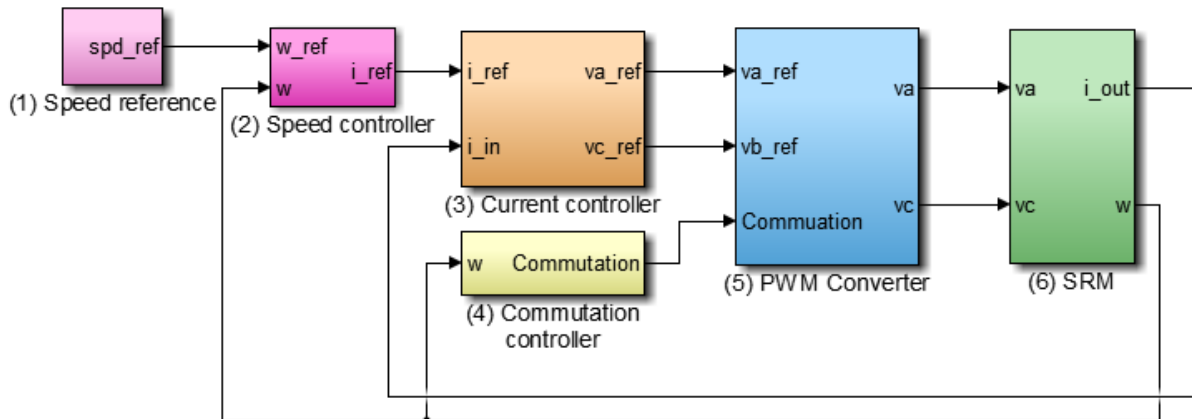 spd_ref
(1) Speed reference
w_ref
w
i_ref
(2) Speed controller
i_ref
i_in
va_ref
vc_ref
(3) Current controller
w
Commutation
(4) Commutation
controller
va_ref
vb_ref
Commuation
va
vc
(5) PWM Converter
va
vc
i_out
w
(6) SRM